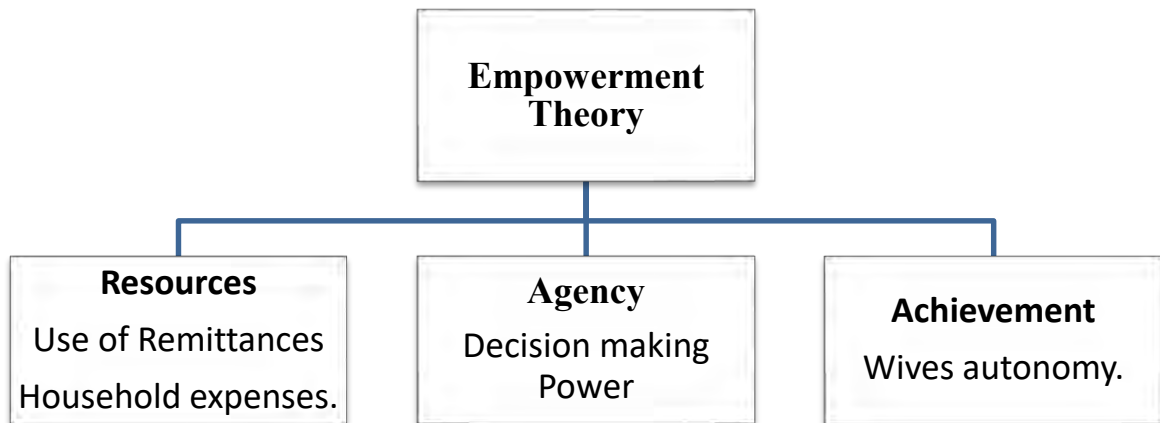 Empowerment
Theory
Resources
Use of Remittances
Household expenses.
Agency
Decision making
Power
Achievement
Wives autonomy.